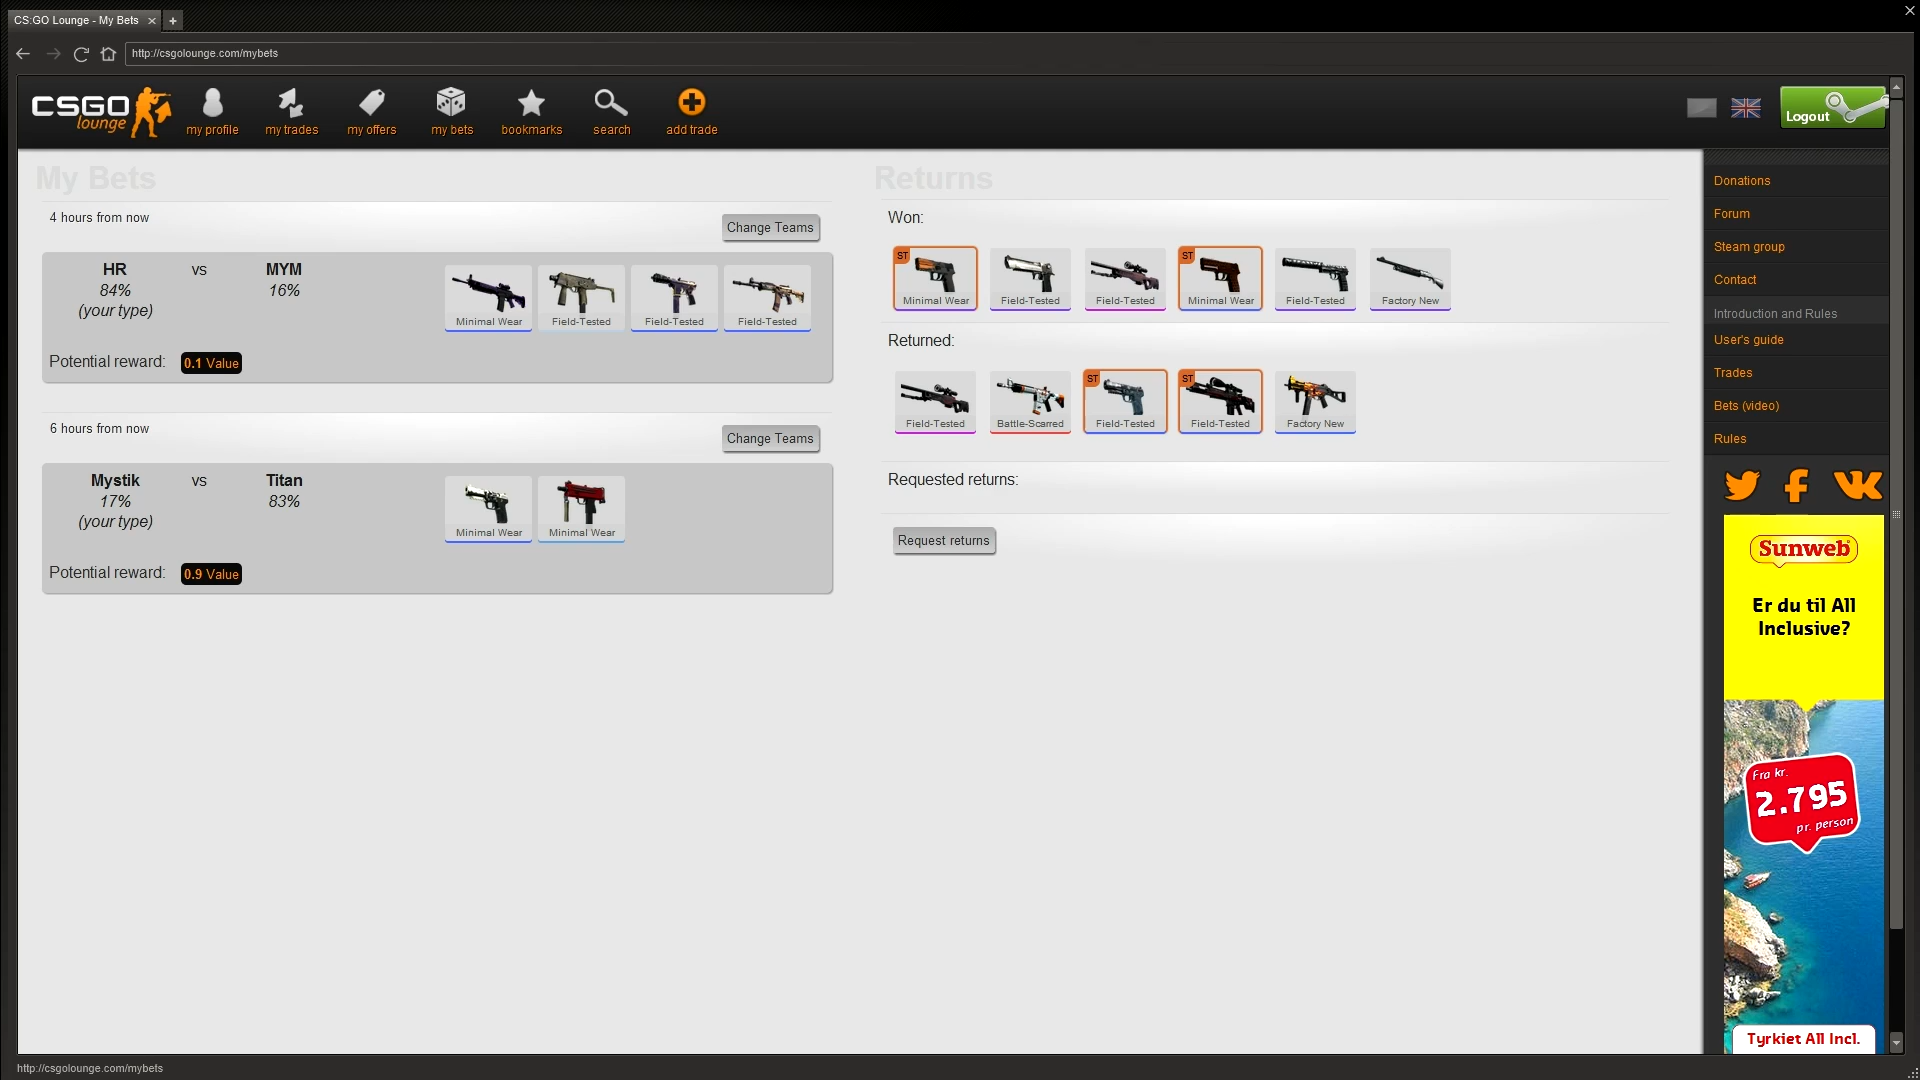 CS:GO Lounge - My Bets
http://csgolounge.com/mybets
CSGO
lounge
my profile
my trades
my offers
my bets
bookmarks
search
add trade
Logout
My Bets
4 hours from now
Change Teams
HR vs MYM
84% 16%
(your type)
Minimal Wear Field-Tested Field-Tested Field-Tested
Potential reward: 0.1 Value
6 hours from now
Change Teams
Mystik vs Titan
17% 83%
(your type)
Minimal Wear Minimal Wear
Potential reward: 0.9 Value
Returns
Won:
ST ST
Minimal Wear Field-Tested Field-Tested Minimal Wear Field-Tested Factory New
Returned:
ST ST
Field-Tested Battle-Scarred Field-Tested Field-Tested Factory New
Requested returns:
Request returns
Donations
Forum
Steam group
Contact
Introduction and Rules
User's guide
Trades
Bets (video)
Rules
Sunweb
Er du til All
Inclusive?
Fra kr.
2.795
pr. person
Tyrkiet All Incl.
http://csgolounge.com/mybets